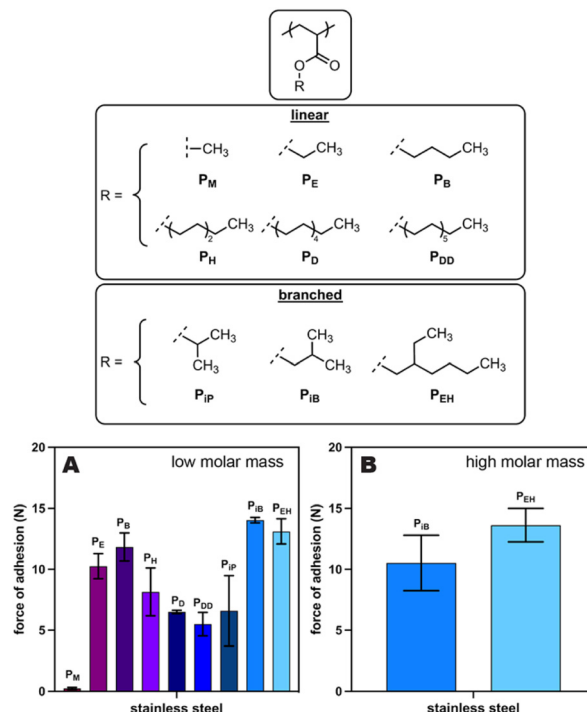 O
O
R
linear
R =
CH3
CH3
CH3
PM
PE
PB
2
CH3
4
CH3
5
CH3
PH
PD
PDD
branched
R =
CH3
CH3
CH3
CH3
CH3
CH3
PiP
PiB
PEH
A
low molar mass
force of adhesion (N)
20
15
10
5
0
PM
PE
PB
PH
PD
PDD
PiP
PiB
PEH
stainless steel
B
high molar mass
force of adhesion (N)
20
15
10
5
0
PiB
PEH
stainless steel